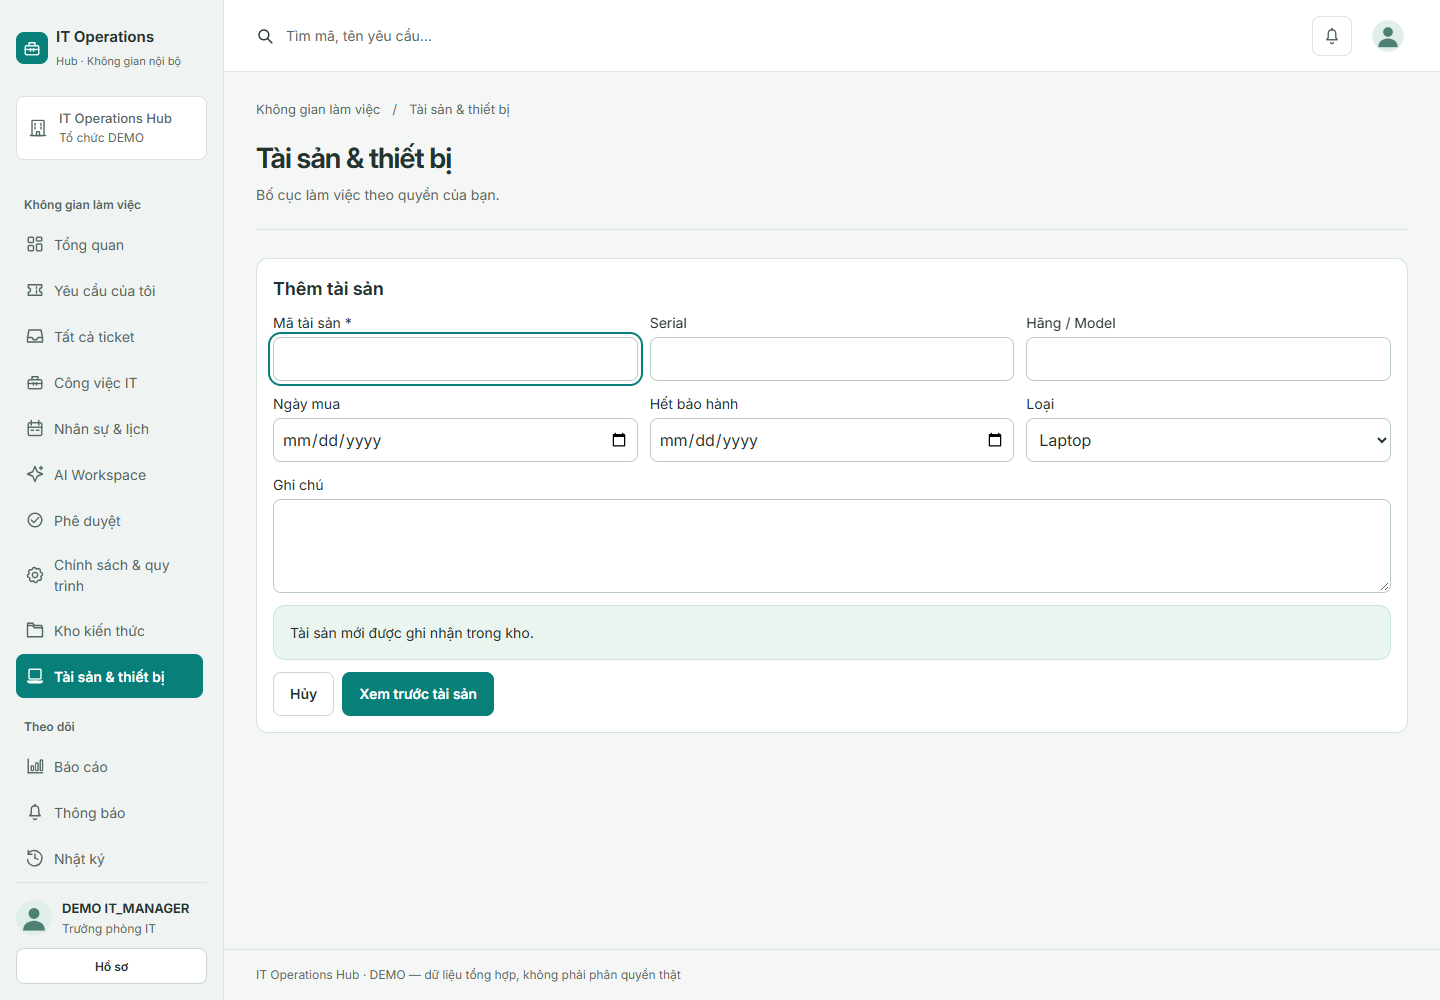 IT Operations
Hub · Không gian nội bộ
IT Operations Hub
Tổ chức DEMO
Không gian làm việc
Tổng quan
Yêu cầu của tôi
Tất cả ticket
Công việc IT
Nhân sự & lịch
AI Workspace
Phê duyệt
Chính sách & quy
trình
Kho kiến thức
Tài sản & thiết bị
Theo dõi
Báo cáo
Thông báo
Nhật ký
DEMO IT_MANAGER
Trưởng phòng IT
Hồ sơ
Tìm mã, tên yêu cầu...
Không gian làm việc / Tài sản & thiết bị
Tài sản & thiết bị
Bố cục làm việc theo quyền của bạn.
Thêm tài sản
Mã tài sản * Serial Hãng / Model
Ngày mua Hết bảo hành Loại
mm/dd/yyyy mm/dd/yyyy Laptop
Ghi chú
Tài sản mới được ghi nhận trong kho.
Hủy Xem trước tài sản
IT Operations Hub · DEMO — dữ liệu tổng hợp, không phải phân quyền thật